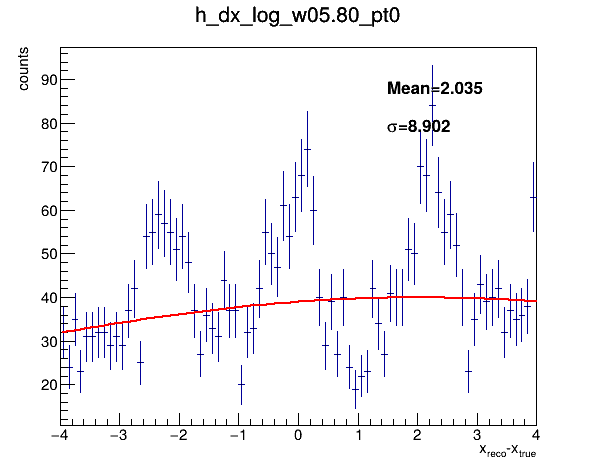 h_dx_log_w05.80_pt0
counts
90
80
70
60
50
40
30
20
Mean=2.035
σ=8.902
−4 −3 −2 −1 0 1 2 3 4
x_reco-x_true